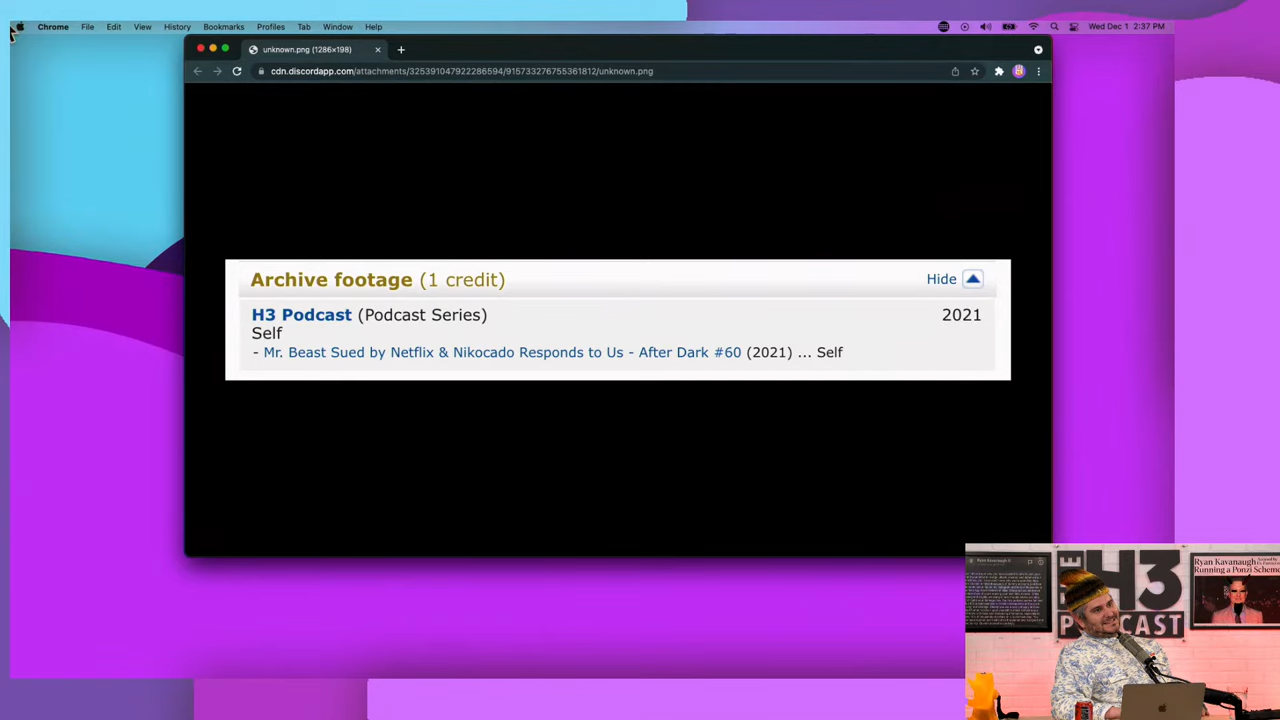 Chrome File Edit View History Bookmarks Profiles Tab Window Help Wed Dec 1 2:37 PM
unknown.png (1286×198)
cdn.discordapp.com/attachments/325391047922286594/915733276755361812/unknown.png
Archive footage (1 credit) Hide
H3 Podcast (Podcast Series) 2021
Self
- Mr. Beast Sued by Netflix & Nikocado Responds to Us - After Dark #60 (2021) ... Self
Ryan Kavanaugh
THE H3
PODCAST
Ryan Kavanaugh
Running a Ponzi Scheme